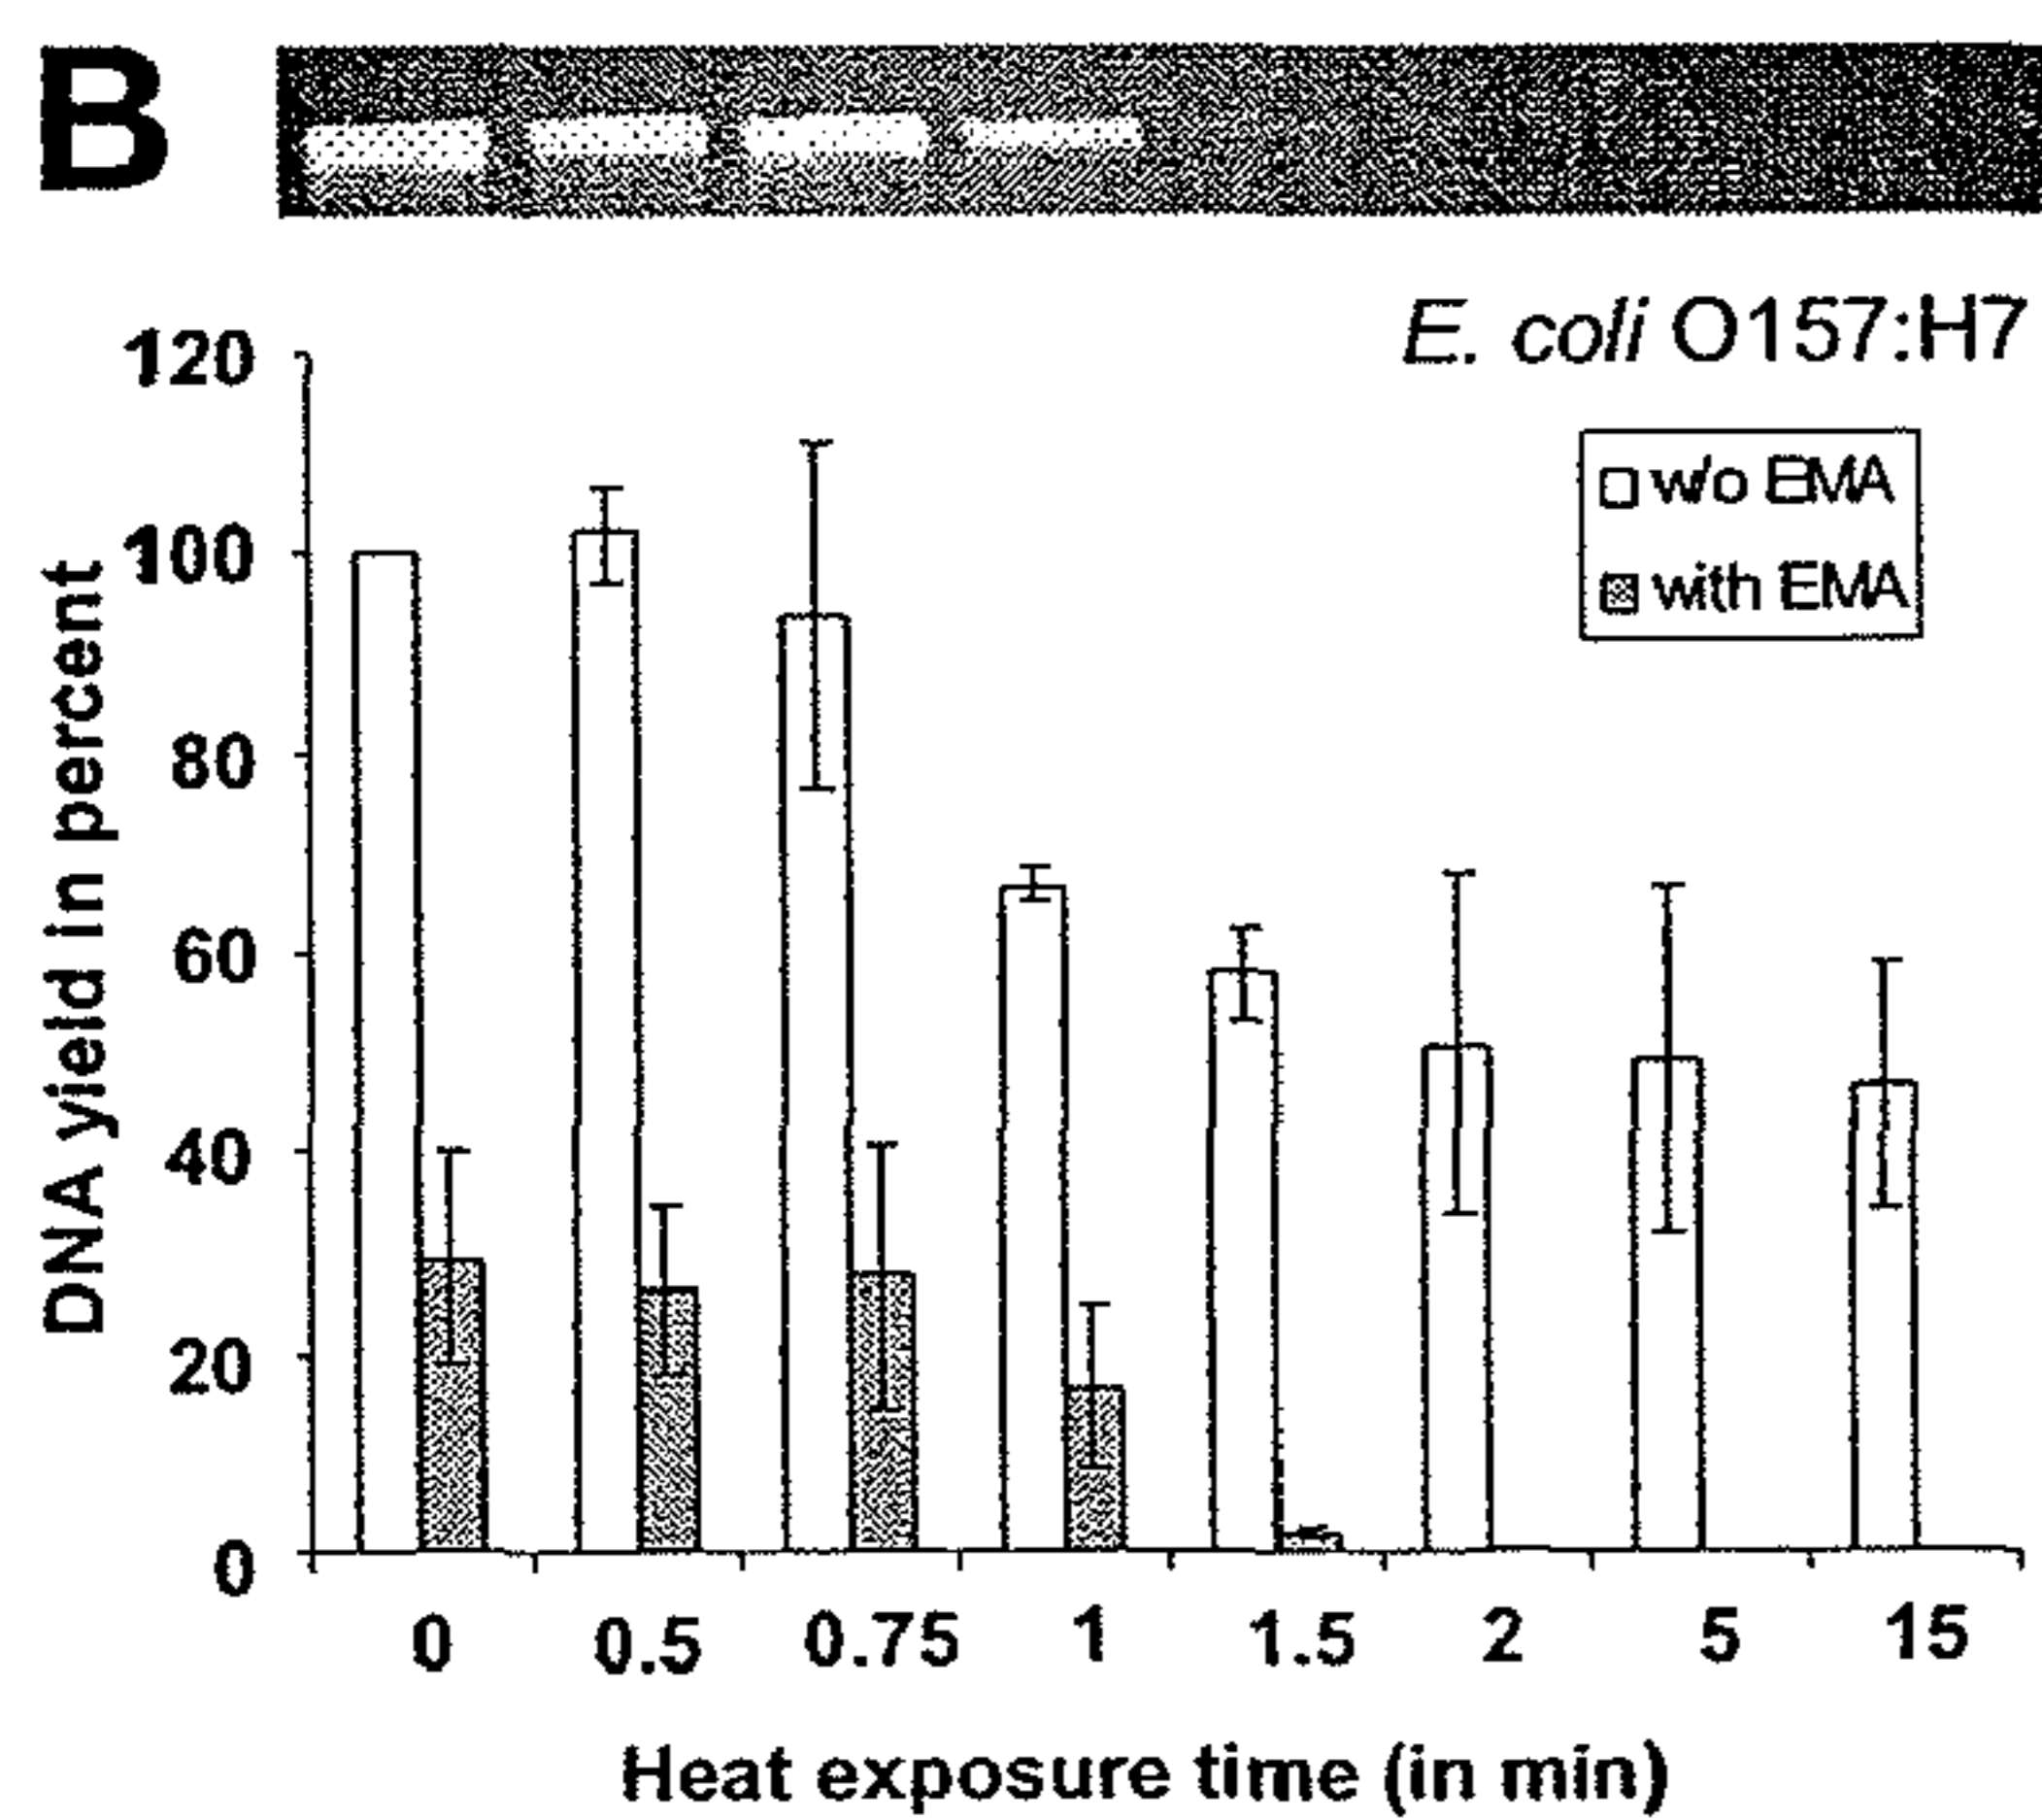 B
E. coli O157:H7
w/o EMA
with EMA
DNA yield in percent
120
100
80
60
40
20
0
0 0.5 0.75 1 1.5 2 5 15
Heat exposure time (in min)